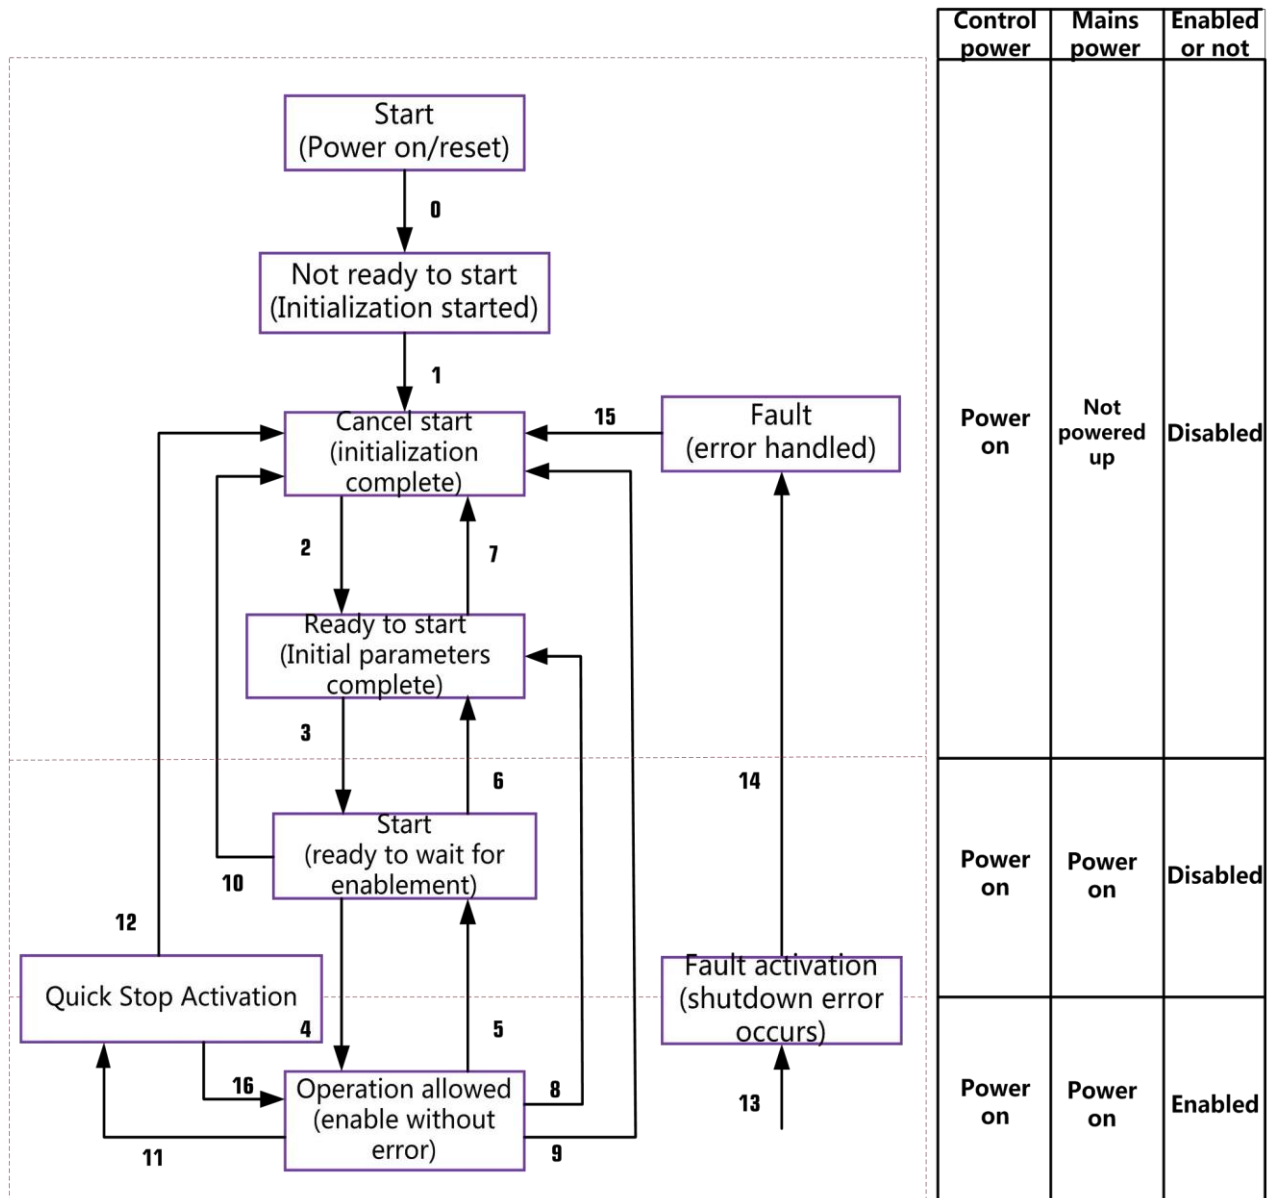 Control
power
Mains
power
Enabled
or not
Start
(Power on/reset)
0
Not ready to start
(Initialization started)
1
Cancel start
(initialization
complete)
15
Fault
(error handled)
Power
on
Not
powered
up
Disabled
2
7
Ready to start
(Initial parameters
complete)
3
6
14
Start
(ready to wait for
enablement)
10
12
Power
on
Power
on
Disabled
Quick Stop Activation
4
5
Fault activation
(shutdown error
occurs)
16
Operation allowed
(enable without
error)
8
9
11
13
Power
on
Power
on
Enabled